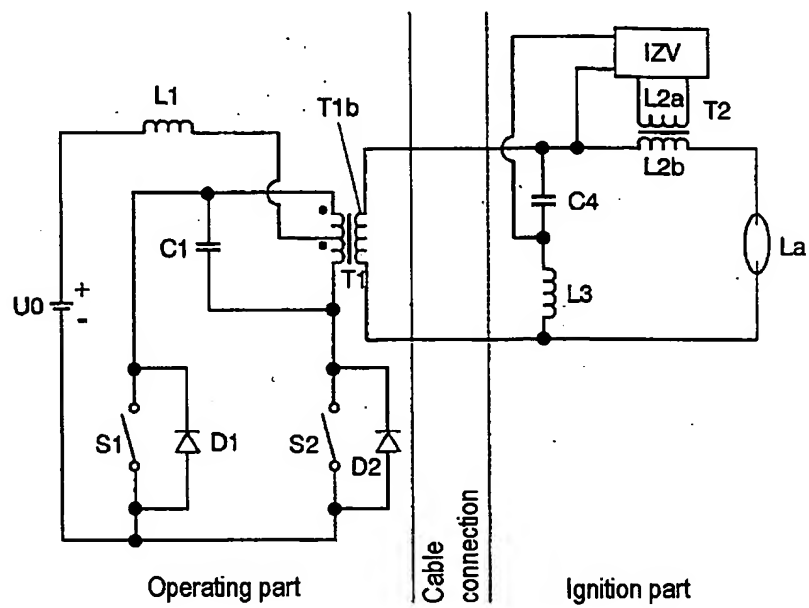 IZV
L1
L2a
T2
T1b
L2b
C4
C1
T1
La
U0
+
-
L3
S1
D1
S2
D2
Operating part
Cable
connection
Ignition part